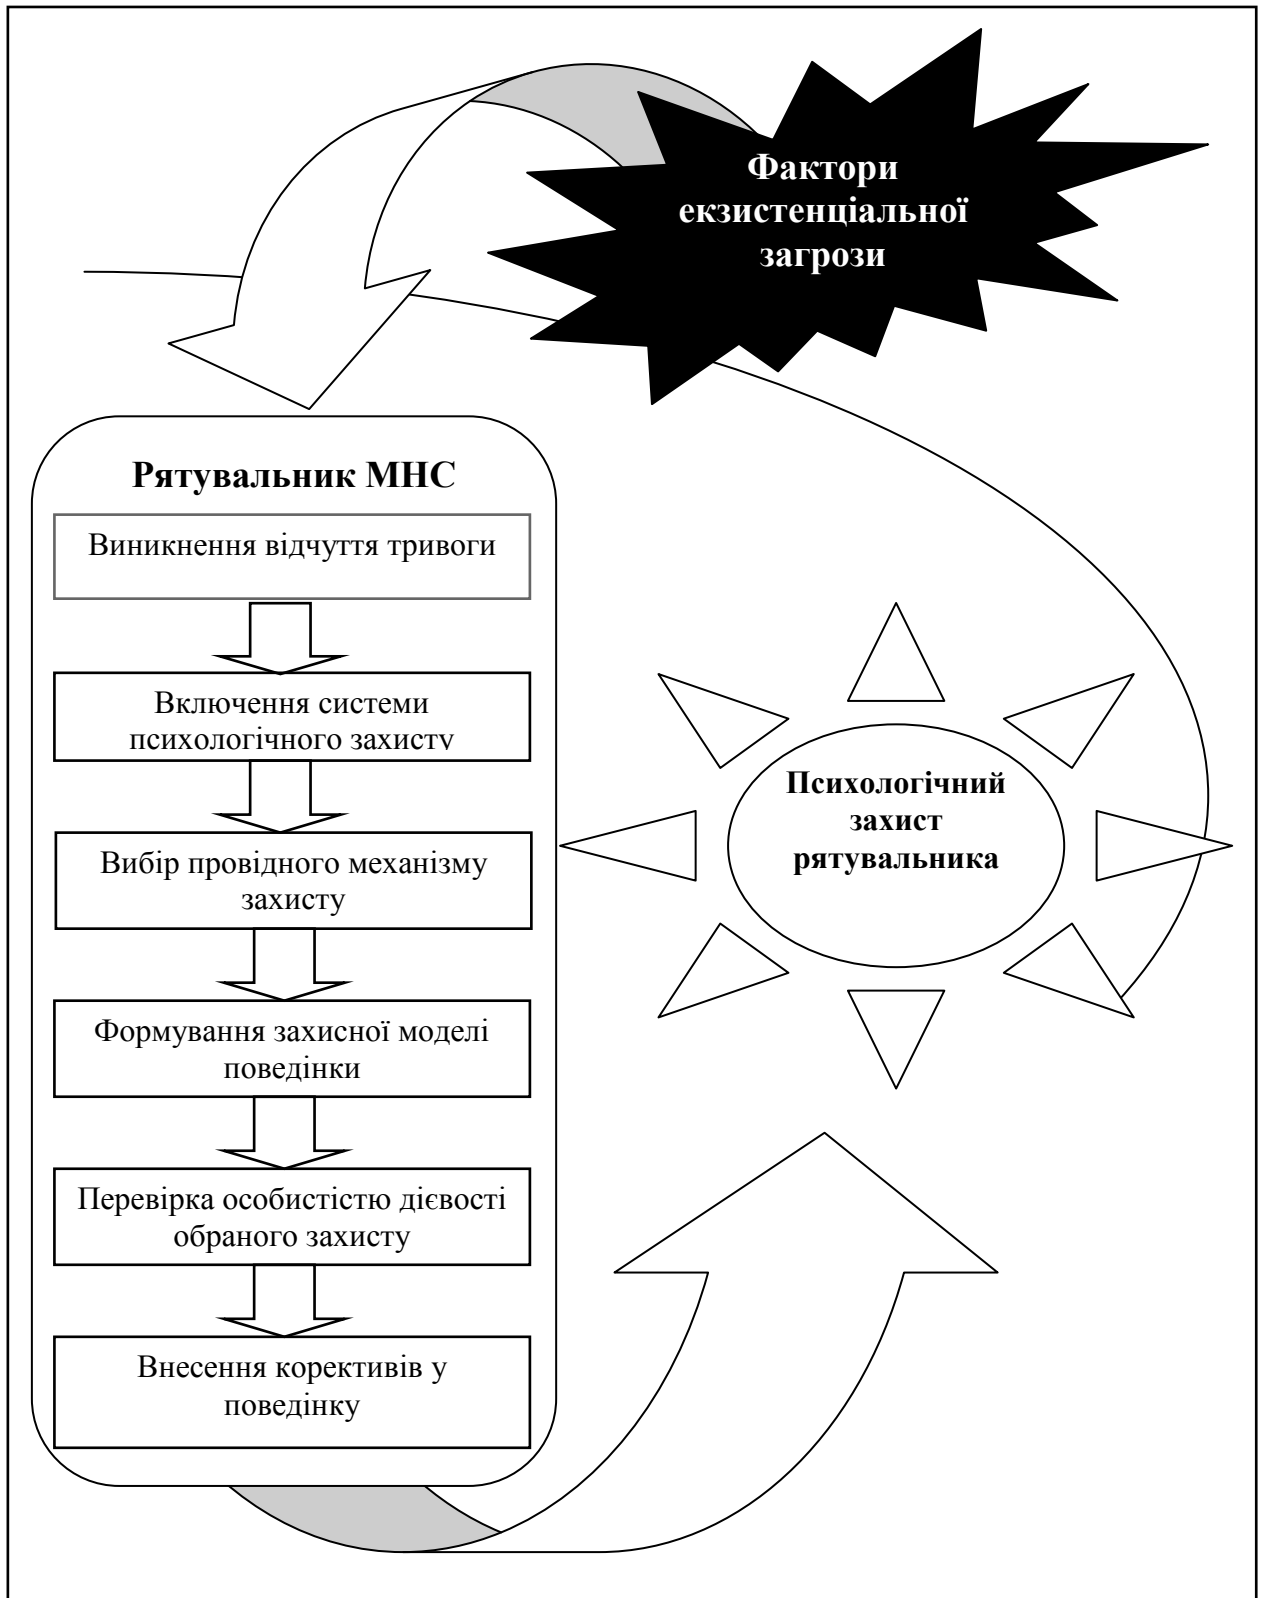 Фактори
екзистенціальної
загрози
Рятувальник МНС
Виникнення відчуття тривоги
Включення системи
психологічного захисту
Вибір провідного механізму
захисту
Формування захисної моделі
поведінки
Перевірка особистістю дієвості
обраного захисту
Внесення корективів у
поведінку
Психологічний
захист
рятувальника